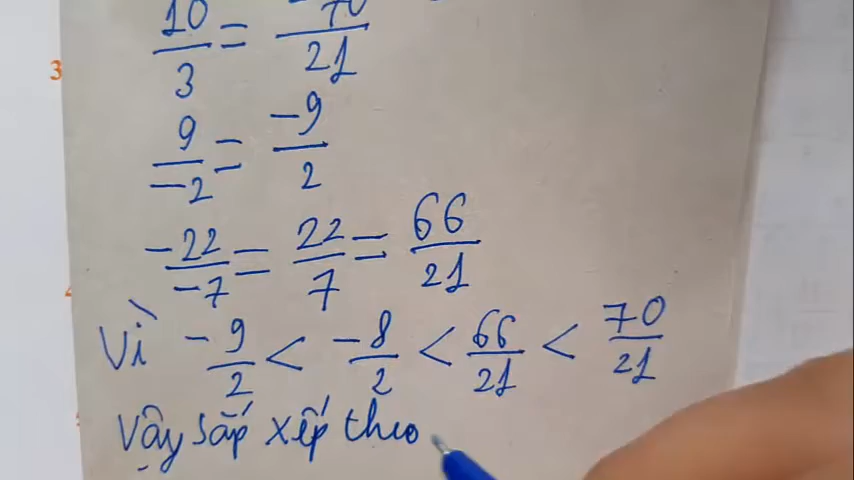 3
10/3 = 70/21
9/-2 = -9/2
-22/-7 = 22/7 = 66/21
Vì -9/2 < -8/2 < 66/21 < 70/21
Vậy sắp xếp theo